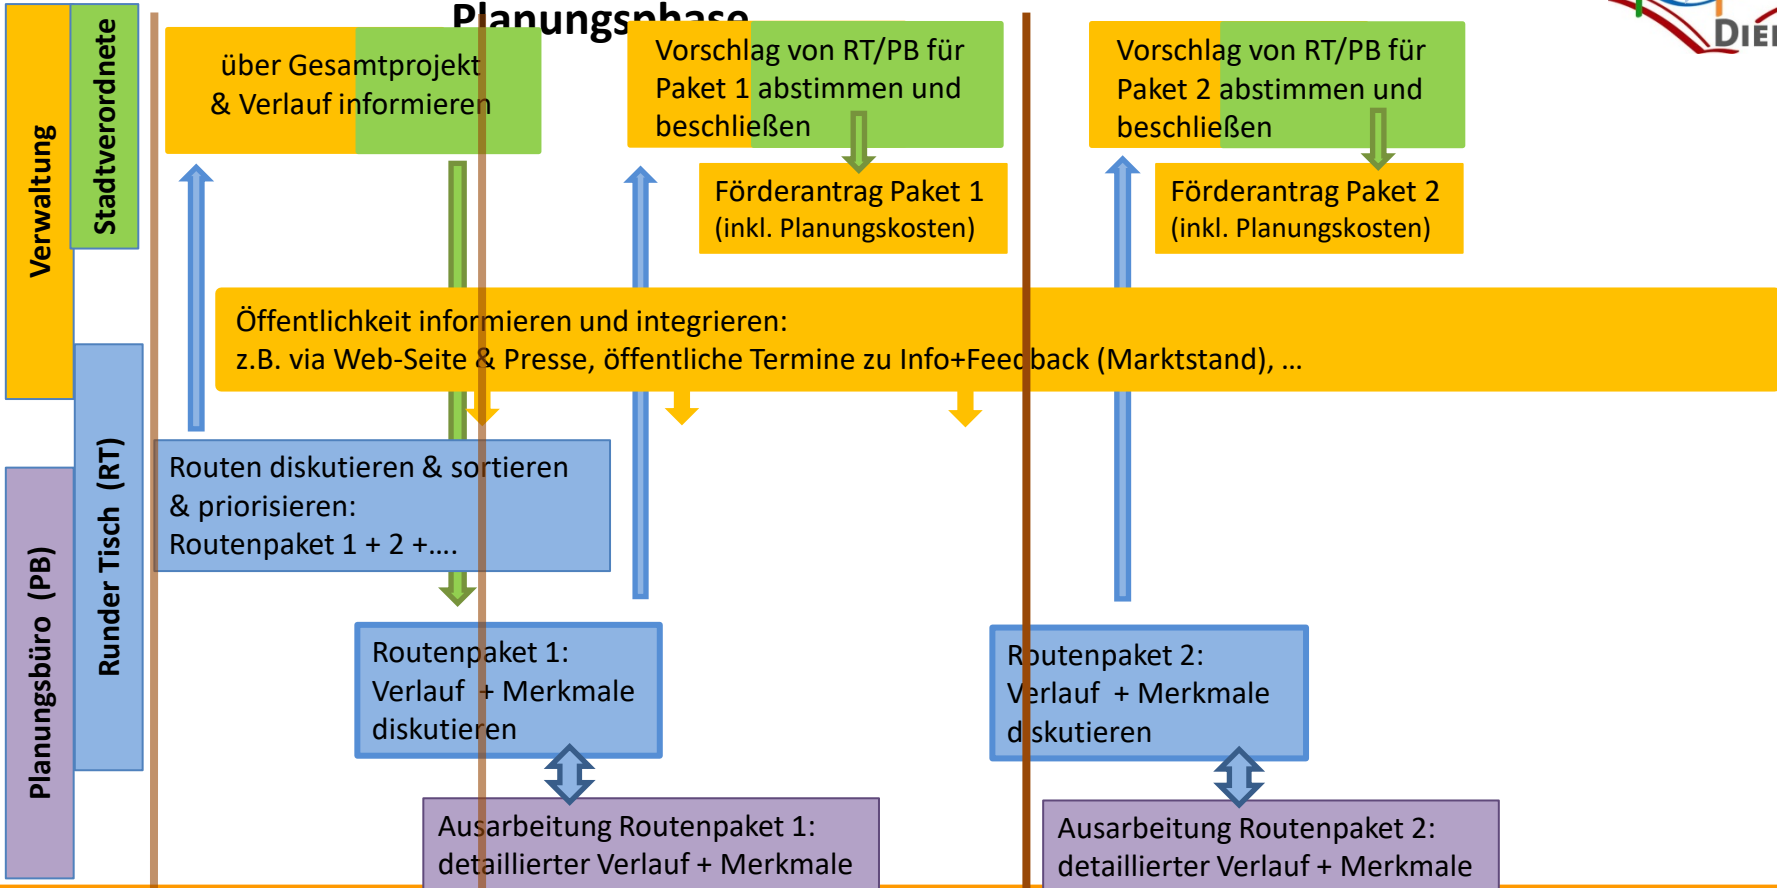 Planungsphase
Verwaltung
Stadtverordnete
über Gesamtprojekt
& Verlauf informieren
Vorschlag von RT/PB für
Paket 1 abstimmen und
beschließen
Vorschlag von RT/PB für
Paket 2 abstimmen und
beschließen
Förderantrag Paket 1
(inkl. Planungskosten)
Förderantrag Paket 2
(inkl. Planungskosten)
Öffentlichkeit informieren und integrieren:
z.B. via Web-Seite & Presse, öffentliche Termine zu Info+Feedback (Marktstand), ...
Planungsbüro (PB)
Runder Tisch (RT)
Routen diskutieren & sortieren
& priorisieren:
Routenpaket 1 + 2 +....
Routenpaket 1:
Verlauf + Merkmale
diskutieren
Routenpaket 2:
Verlauf + Merkmale
diskutieren
Ausarbeitung Routenpaket 1:
detaillierter Verlauf + Merkmale
Ausarbeitung Routenpaket 2:
detaillierter Verlauf + Merkmale